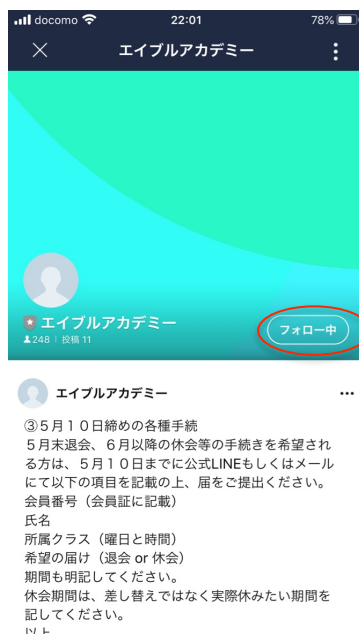 docomo 22:01 78%
エイブルアカデミー
エイブルアカデミー
フォロー中
248 | 投稿 11
エイブルアカデミー
③5月10日締めの各種手続
5月末退会、6月以降の休会等の手続きを希望され
る方は、5月10日までに公式LINEもしくはメール
にて以下の項目を記載の上、届をご提出ください。
会員番号（会員証に記載）
氏名
所属クラス（曜日と時間）
希望の届け（退会 or 休会）
期間も明記してください。
休会期間は、差し替えではなく実際休みたい期間を
記してください。
以上